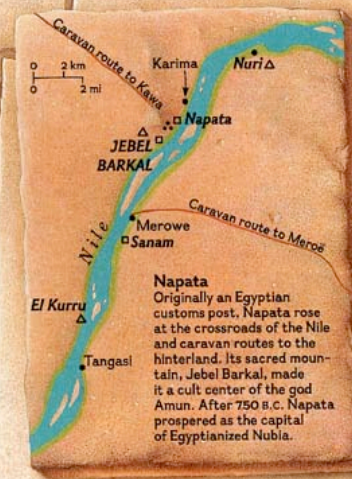 Caravan route to Kawa
0 2 km
0 2 mi
Karima
Nuri
Napata
JEBEL
BARKAL
Nile
Merowe
Sanam
Caravan route to Meroë
El Kurru
Tangasi
Napata
Originally an Egyptian
customs post, Napata rose
at the crossroads of the Nile
and caravan routes to the
hinterland. Its sacred moun-
tain, Jebel Barkal, made
it a cult center of the god
Amun. After 750 B.C. Napata
prospered as the capital
of Egyptianized Nubia.